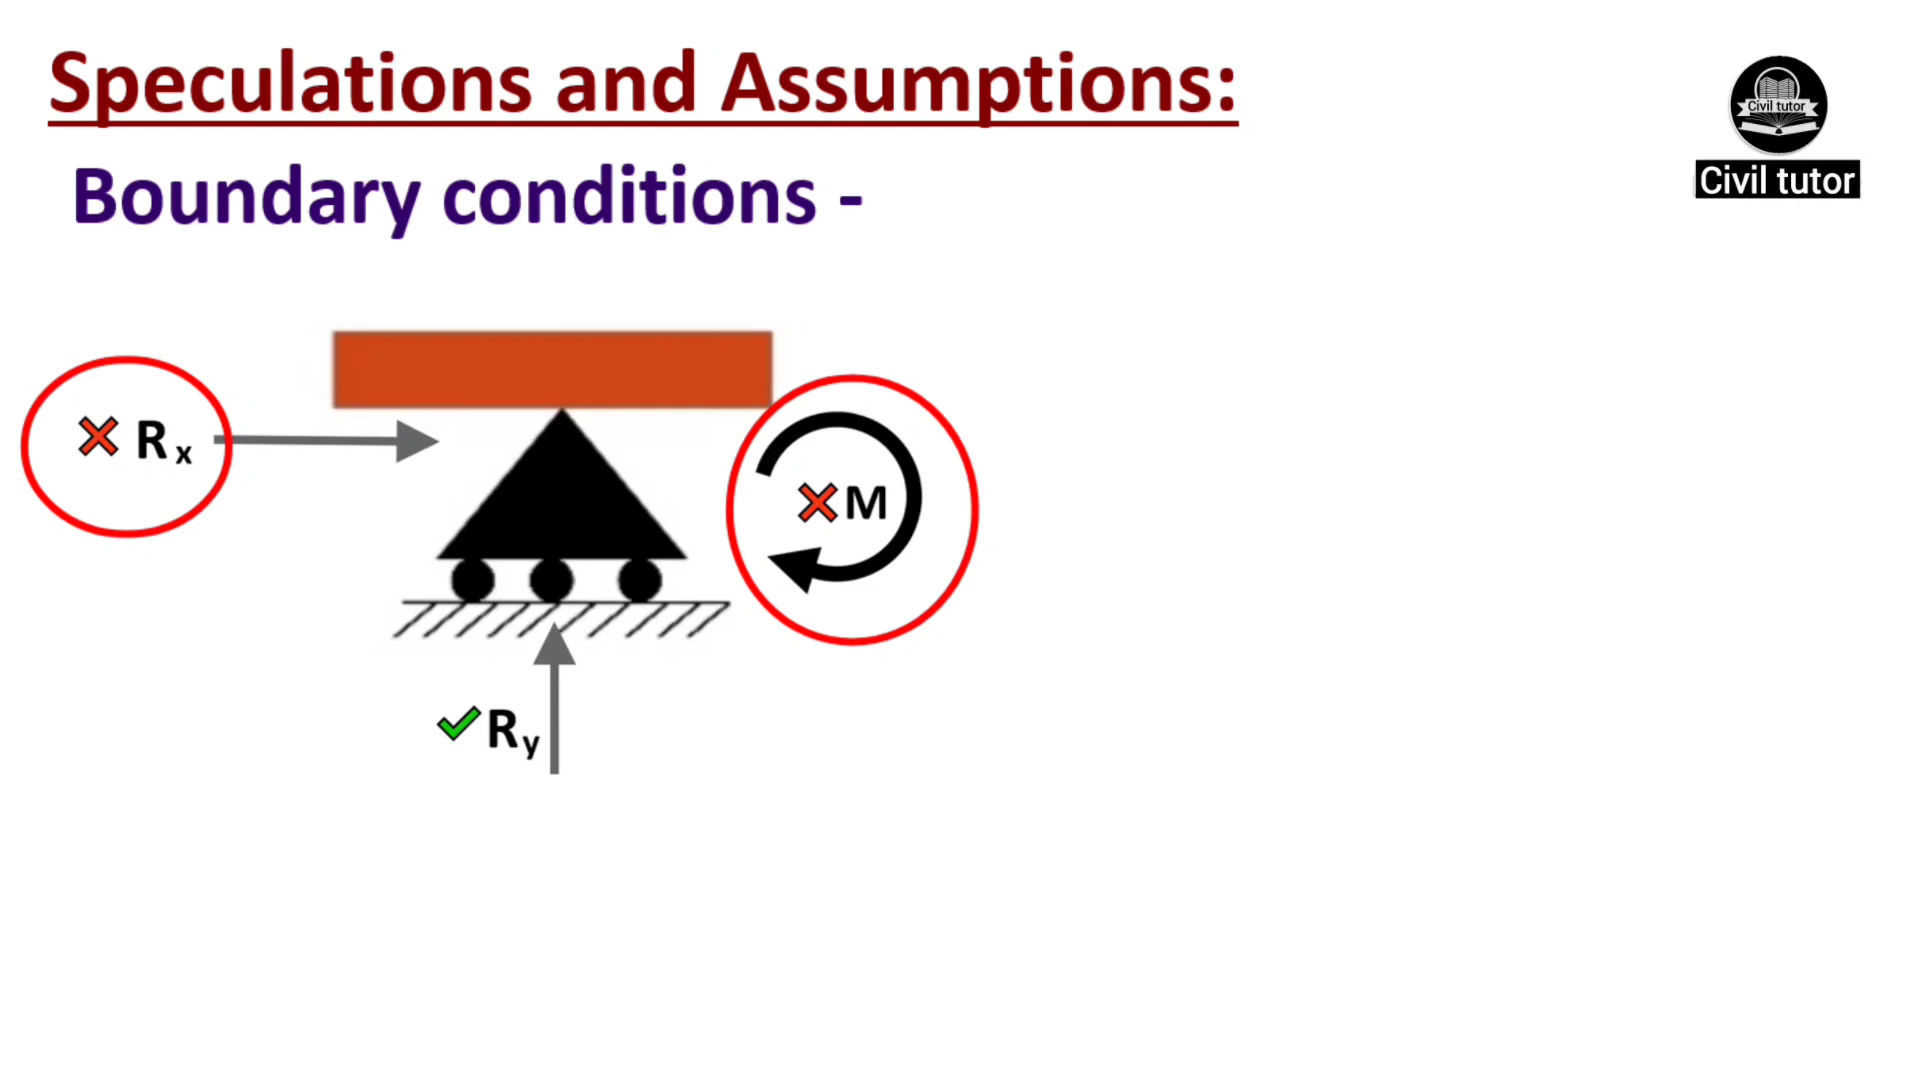 Speculations and Assumptions:
Civil tutor
Civil tutor
Boundary conditions -
Rx
M
Ry